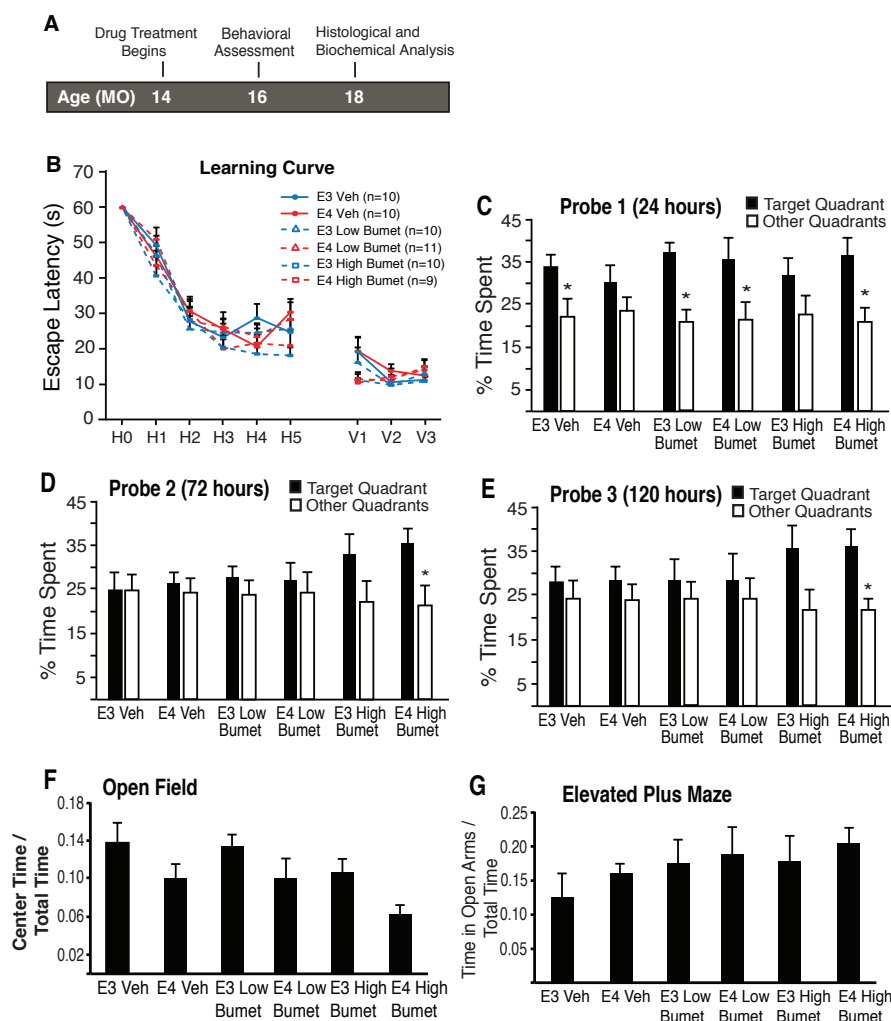 A
Drug Treatment
Begins
Behavioral
Assessment
Histological and
Biochemical Analysis
Age (MO) 14 16 18
B
Learning Curve
Escape Latency (s)
70
60
50
40
30
20
10
0
H0 H1 H2 H3 H4 H5 V1 V2 V3
E3 Veh (n=10)
E4 Veh (n=10)
E3 Low Bumet (n=10)
E4 Low Bumet (n=11)
E3 High Bumet (n=10)
E4 High Bumet (n=9)
C
Probe 1 (24 hours)
Target Quadrant
Other Quadrants
% Time Spent
45
35
25
15
5
* * * *
E3 Veh E4 Veh E3 Low Bumet E4 Low Bumet E3 High Bumet E4 High Bumet
D
Probe 2 (72 hours)
Target Quadrant
Other Quadrants
% Time Spent
45
35
25
15
5
*
E3 Veh E4 Veh E3 Low Bumet E4 Low Bumet E3 High Bumet E4 High Bumet
E
Probe 3 (120 hours)
Target Quadrant
Other Quadrants
% Time Spent
45
35
25
15
5
*
E3 Veh E4 Veh E3 Low Bumet E4 Low Bumet E3 High Bumet E4 High Bumet
F
Open Field
Center Time /
Total Time
0.18
0.14
0.10
0.06
0.02
E3 Veh E4 Veh E3 Low Bumet E4 Low Bumet E3 High Bumet E4 High Bumet
G
Elevated Plus Maze
Time in Open Arms /
Total Time
0.25
0.20
0.15
0.10
0.05
E3 Veh E4 Veh E3 Low Bumet E4 Low Bumet E3 High Bumet E4 High Bumet